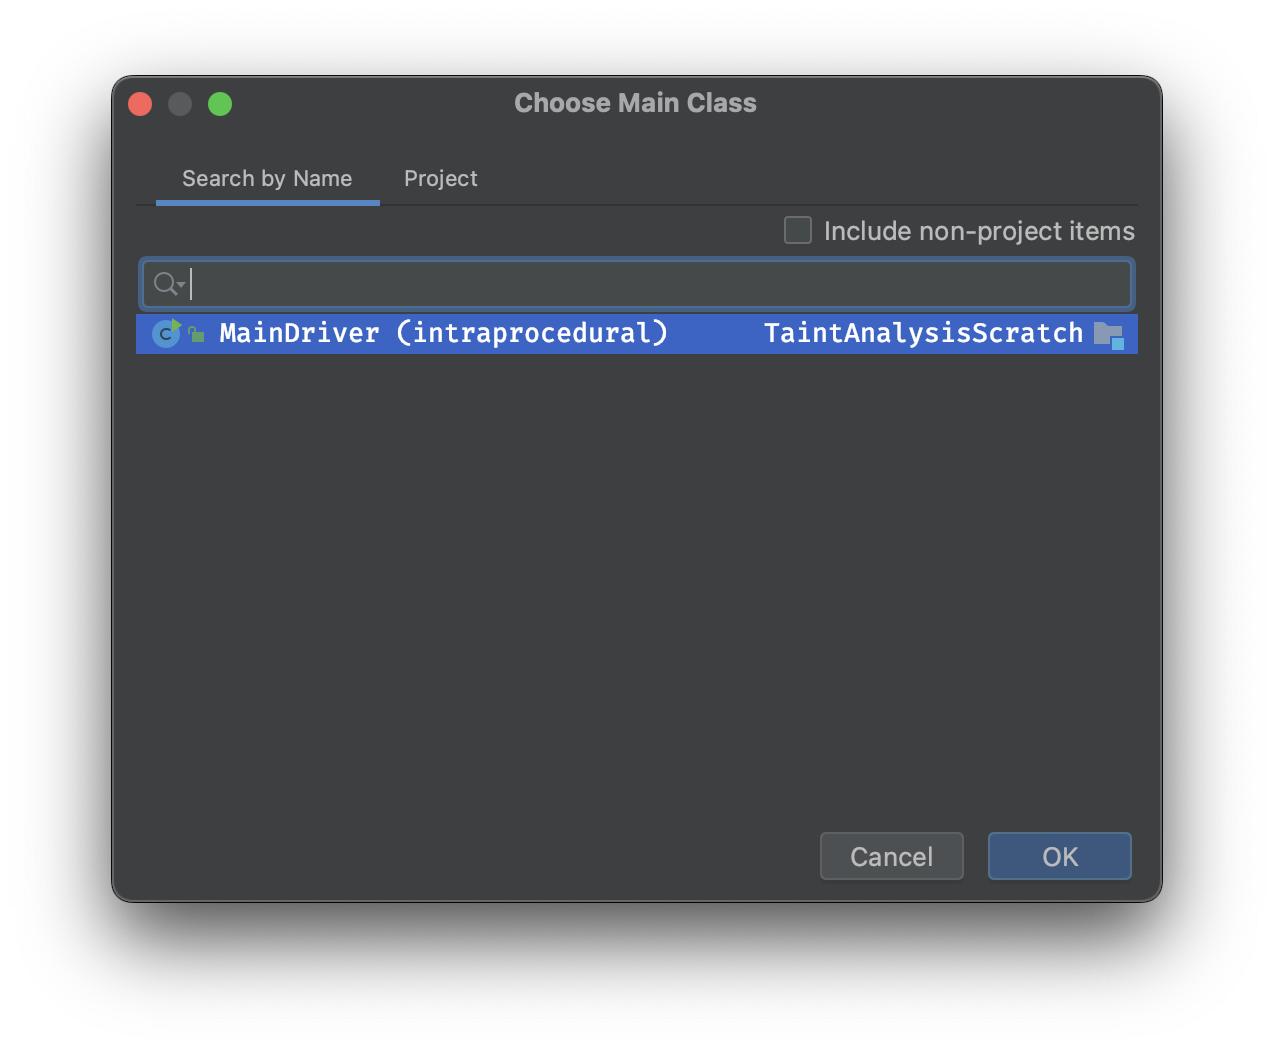 Choose Main Class
Search by Name Project
Include non-project items
C MainDriver (intraprocedural) TaintAnalysisScratch
Cancel OK